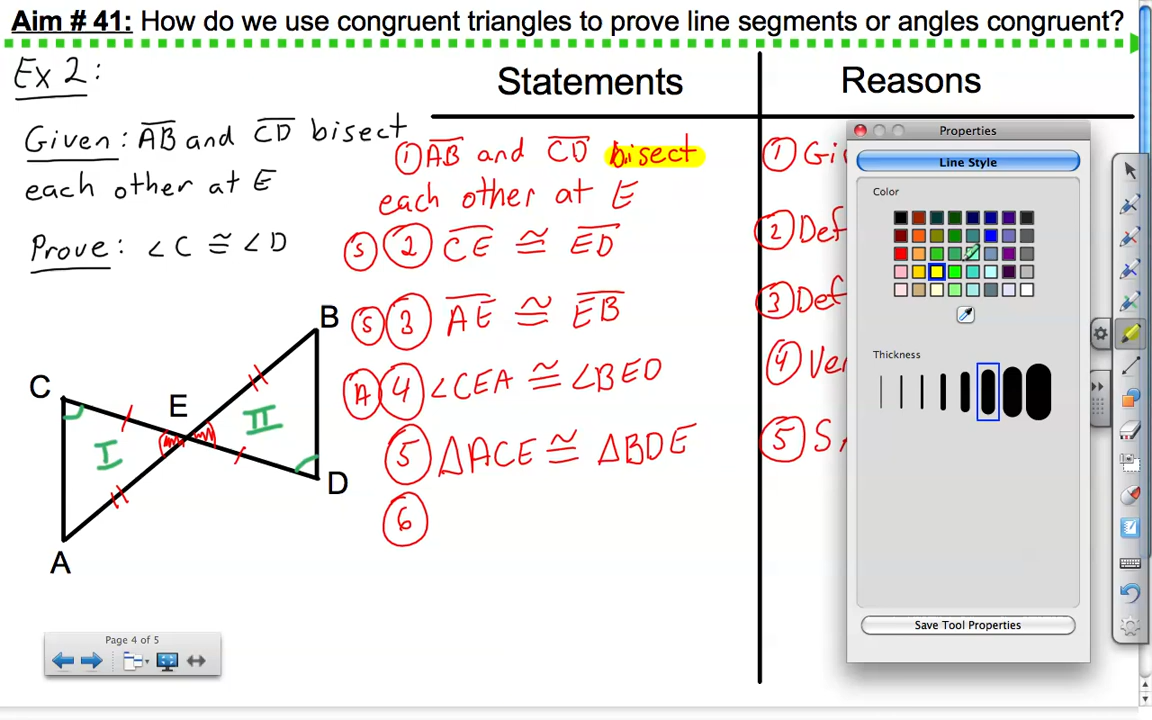 Aim # 41: How do we use congruent triangles to prove line segments or angles congruent?
Ex 2:
Statements
Reasons
Given: AB and CD bisect
each other at E
Prove: ∠C ≅ ∠D
① AB and CD bisect
each other at E
Ⓢ ② CE ≅ ED
Ⓢ ③ AE ≅ EB
Ⓐ ④ ∠CEA ≅ ∠BED
⑤ ΔACE ≅ ΔBDE
⑥
① Gi
② Def
③ Def
④ Ver
⑤ S
B
C
E
II
I
D
A
Properties
Line Style
Color
Thickness
Save Tool Properties
Page 4 of 5